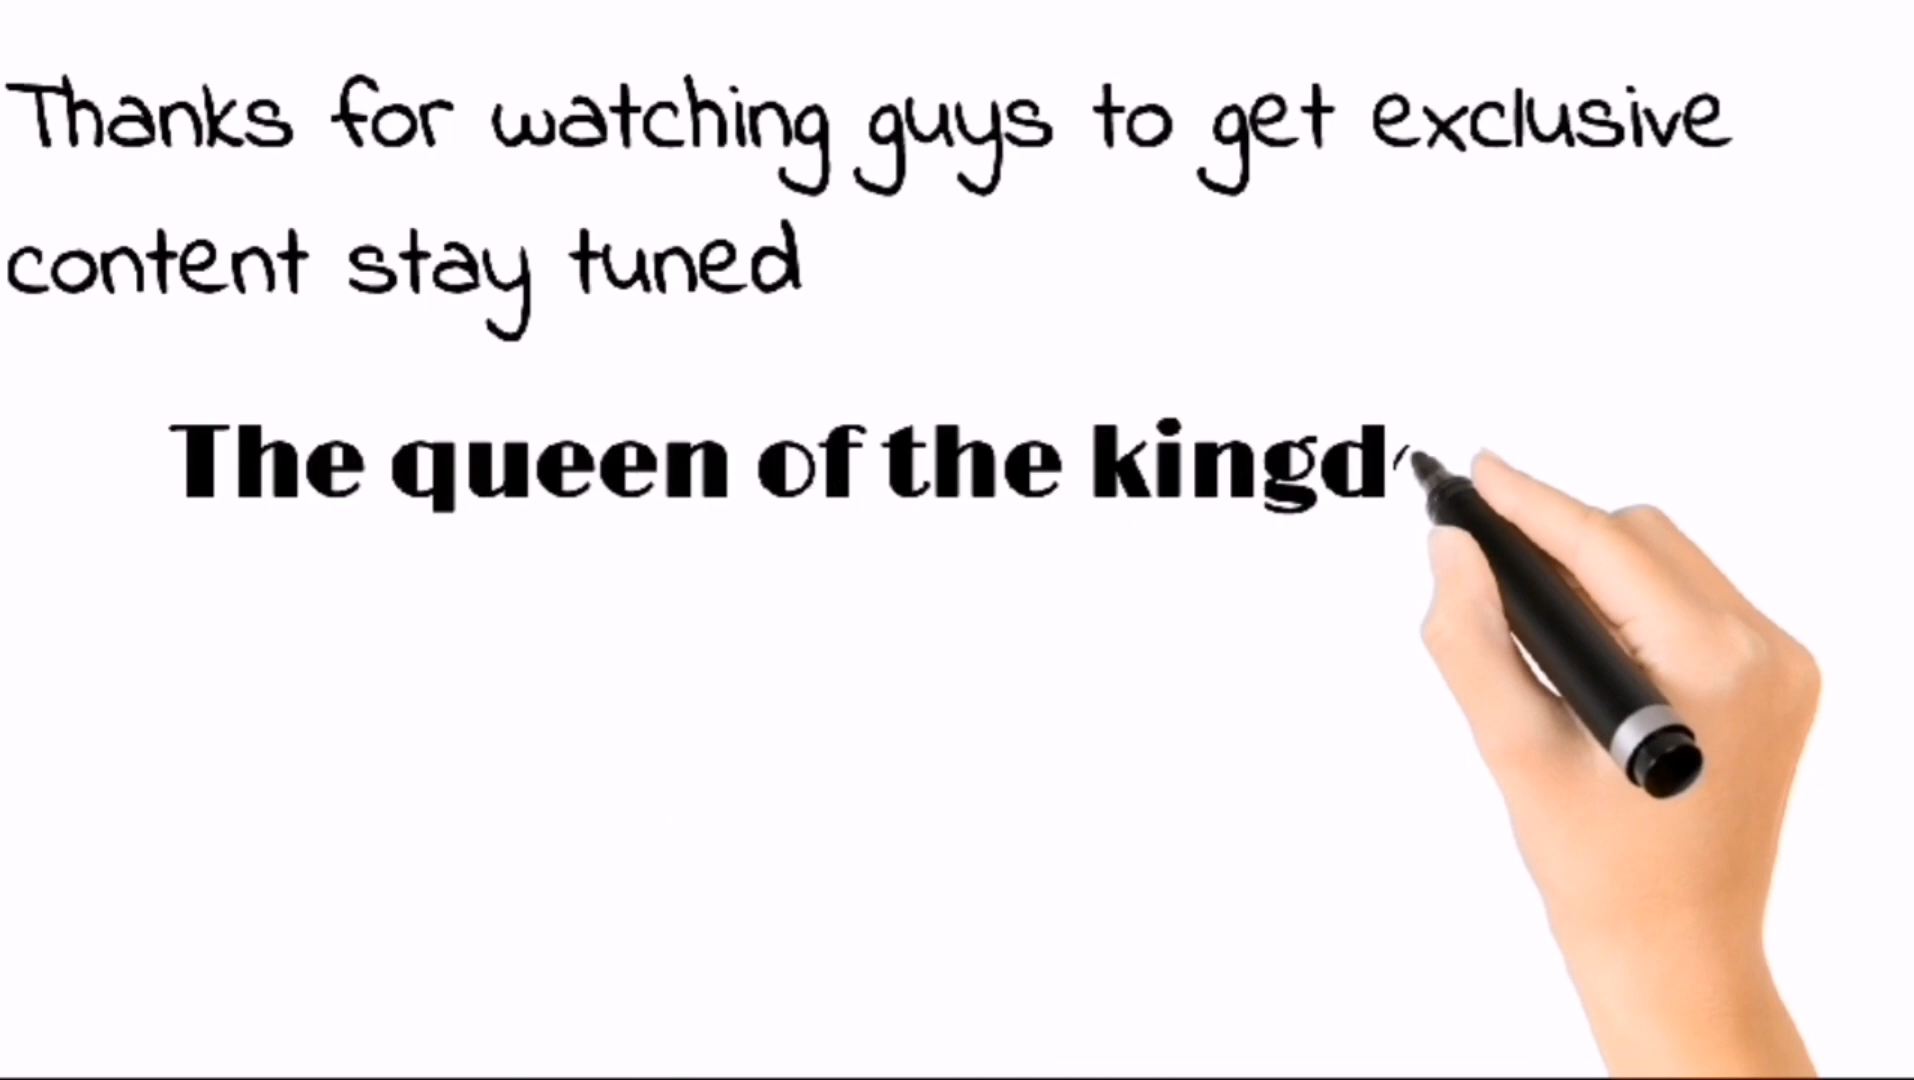 Thanks for watching guys to get exclusive
content stay tuned
The queen of the kingd